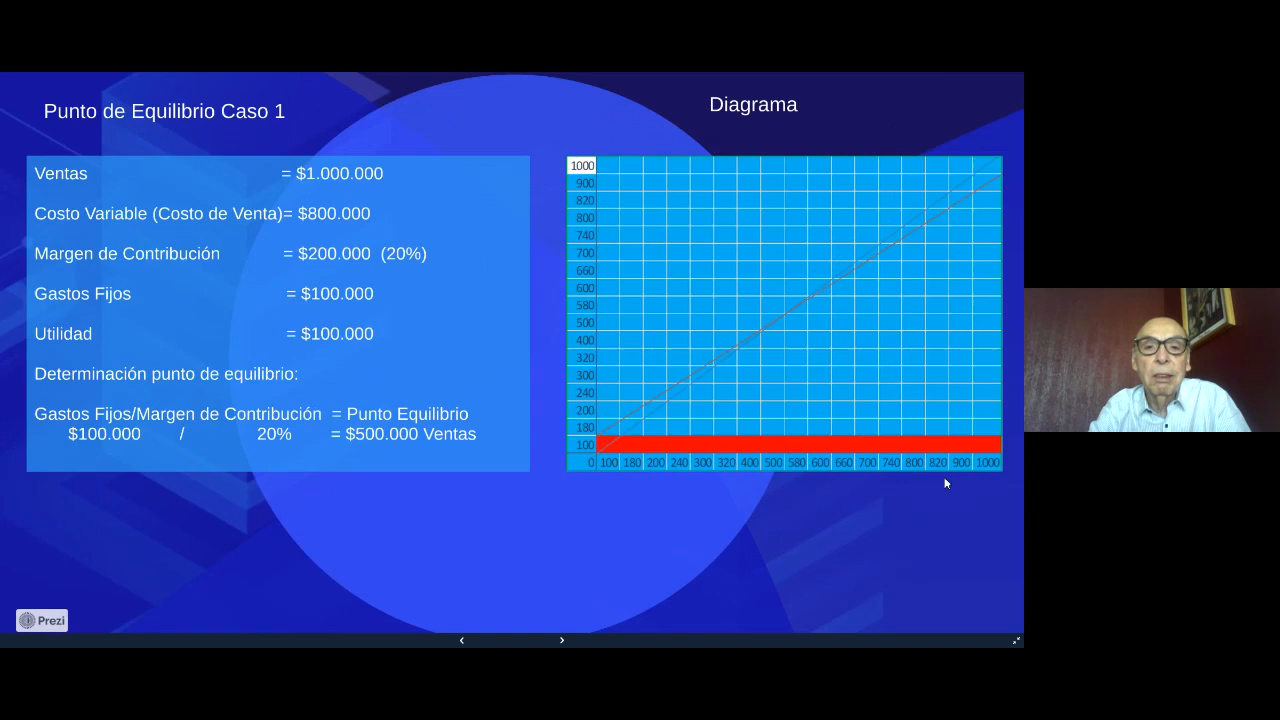 Punto de Equilibrio Caso 1
Ventas = $1.000.000
Costo Variable (Costo de Venta)= $800.000
Margen de Contribución = $200.000 (20%)
Gastos Fijos = $100.000
Utilidad = $100.000
Determinación punto de equilibrio:
Gastos Fijos/Margen de Contribución = Punto Equilibrio
$100.000 / 20% = $500.000 Ventas
Diagrama
1000
900
820
800
740
700
660
600
580
500
400
320
300
240
200
180
100
0 100 180 200 240 300 320 400 500 580 600 660 700 740 800 820 900 1000
Prezi